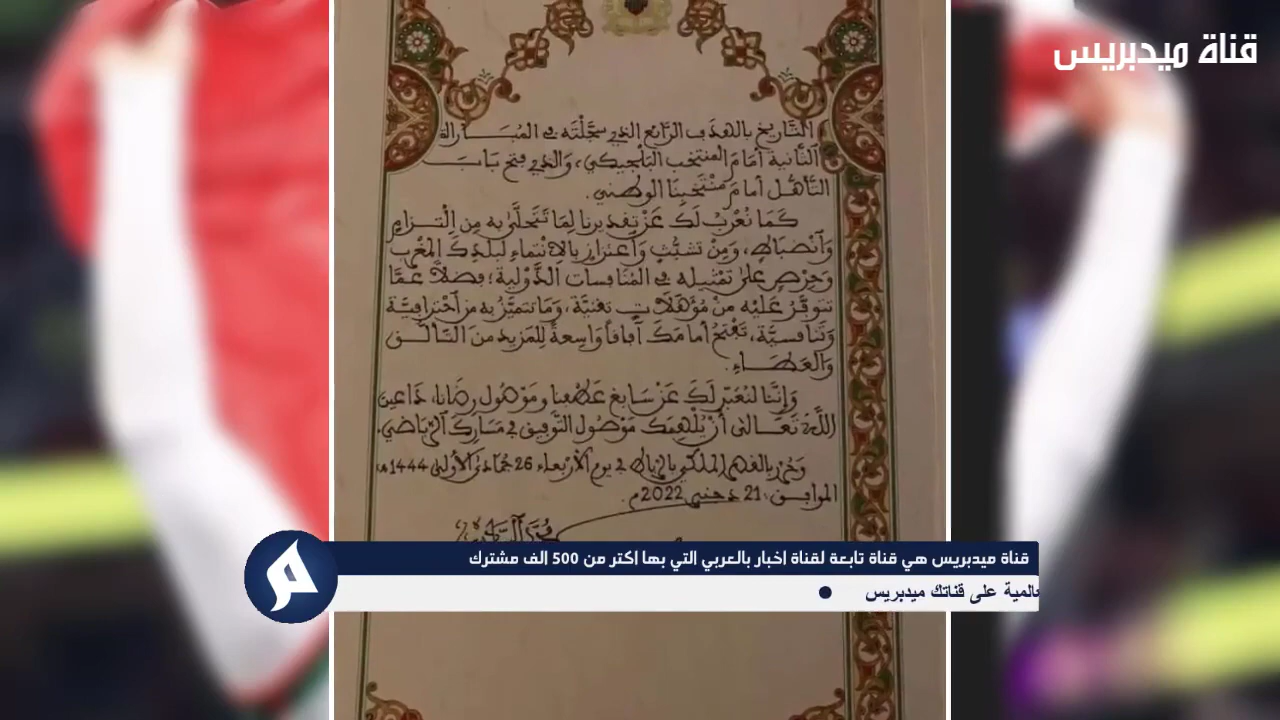 قناة ميدبريس
التاريخ بالهدف الرائع الذي سجلته في المباراة
الثانية أمام المنتخب البلجيكي، والذي فتح باب
التأهل أمام منتخبنا الوطني.
كما نعرب لك عن تقديرنا لما تتحلى به من التزام
وانضباط، ومن تشبث واعتزاز بالانتماء لبلدك المغرب
وحرص على تمثيله في المنافسات الدولية؛ فضلا عما
تتوفر عليه من مؤهلات تقنية، وما تتميز به من احترافية
وتنافسية، تفتح أمامك آفاقا واسعة للمزيد من التألق
والعطاء.
وإننا لنعبر لك عن سابغ عطفنا وموصول رضانا، داعين
الله تعالى أن يلهمك موصول التوفيق في مسارك الرياضي.
وحرر بالقصر الملكي بالرباط في يوم الأربعاء 26 جمادى الأولى 1444هـ
الموافق: 21 دجنبر 2022م.
قناة ميدبريس هي قناة تابعة لقناة اخبار بالعربي التي بها اكتر من 500 الف مشترك
عالمية على قناتك ميدبريس